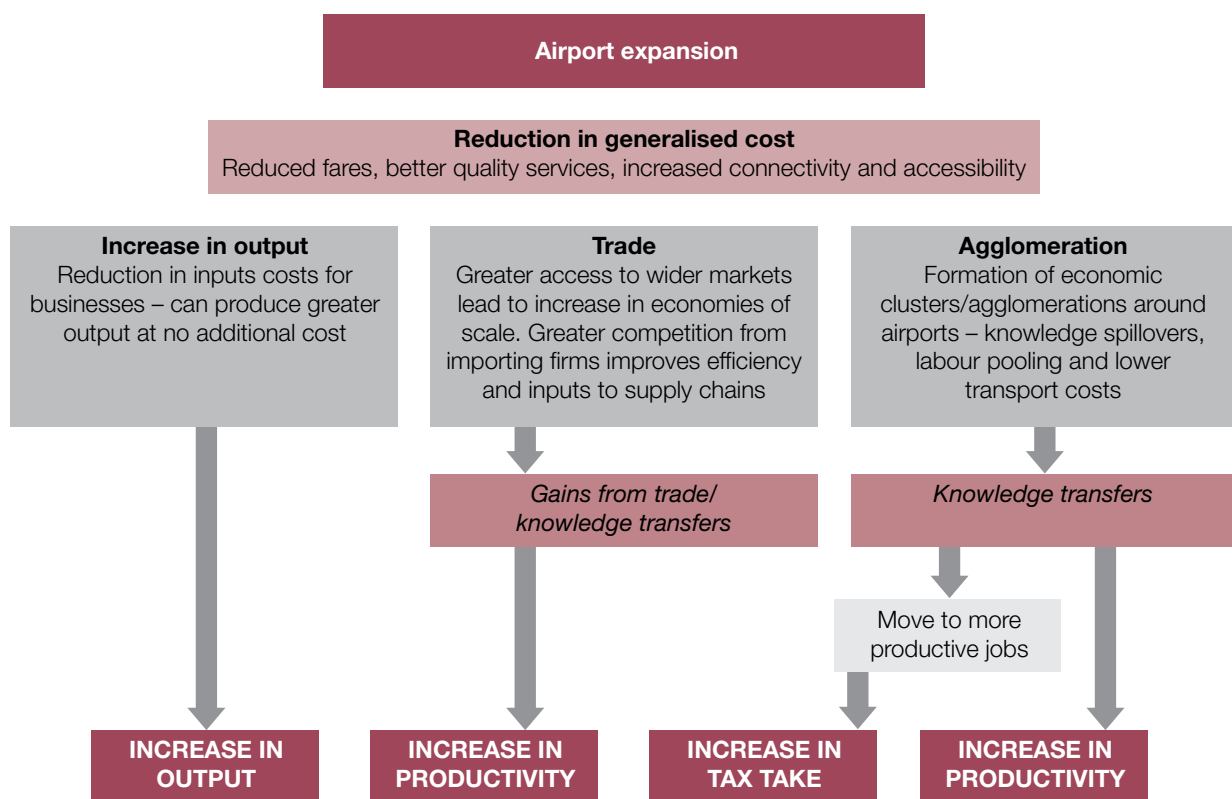 Airport expansion
Reduction in generalised cost
Reduced fares, better quality services, increased connectivity and accessibility
Increase in output
Reduction in inputs costs for
businesses – can produce greater
output at no additional cost
Trade
Greater access to wider markets
lead to increase in economies of
scale. Greater competition from
importing firms improves efficiency
and inputs to supply chains
Agglomeration
Formation of economic
clusters/agglomerations around
airports – knowledge spillovers,
labour pooling and lower
transport costs
Gains from trade/
knowledge transfers
Knowledge transfers
Move to more
productive jobs
INCREASE IN
OUTPUT
INCREASE IN
PRODUCTIVITY
INCREASE IN
TAX TAKE
INCREASE IN
PRODUCTIVITY